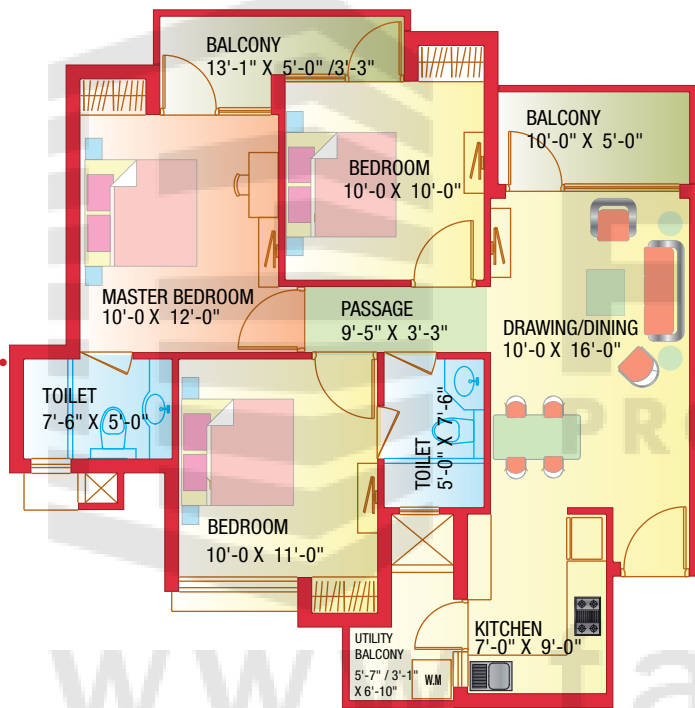 BALCONY
13'-1" X 5'-0" /3'-3"
BALCONY
10'-0" X 5'-0"
BEDROOM
10'-0 X 10'-0"
MASTER BEDROOM
10'-0 X 12'-0"
PASSAGE
9'-5" X 3'-3"
DRAWING/DINING
10'-0 X 16'-0"
TOILET
7'-6" X 5'-0"
TOILET
5'-0" X 7'-6"
PR
BEDROOM
10'-0 X 11'-0"
KITCHEN
7'-0" X 9'-0"
UTILITY
BALCONY
5'-7" / 3'-1"
X 6'-10"
W.M
www.fa